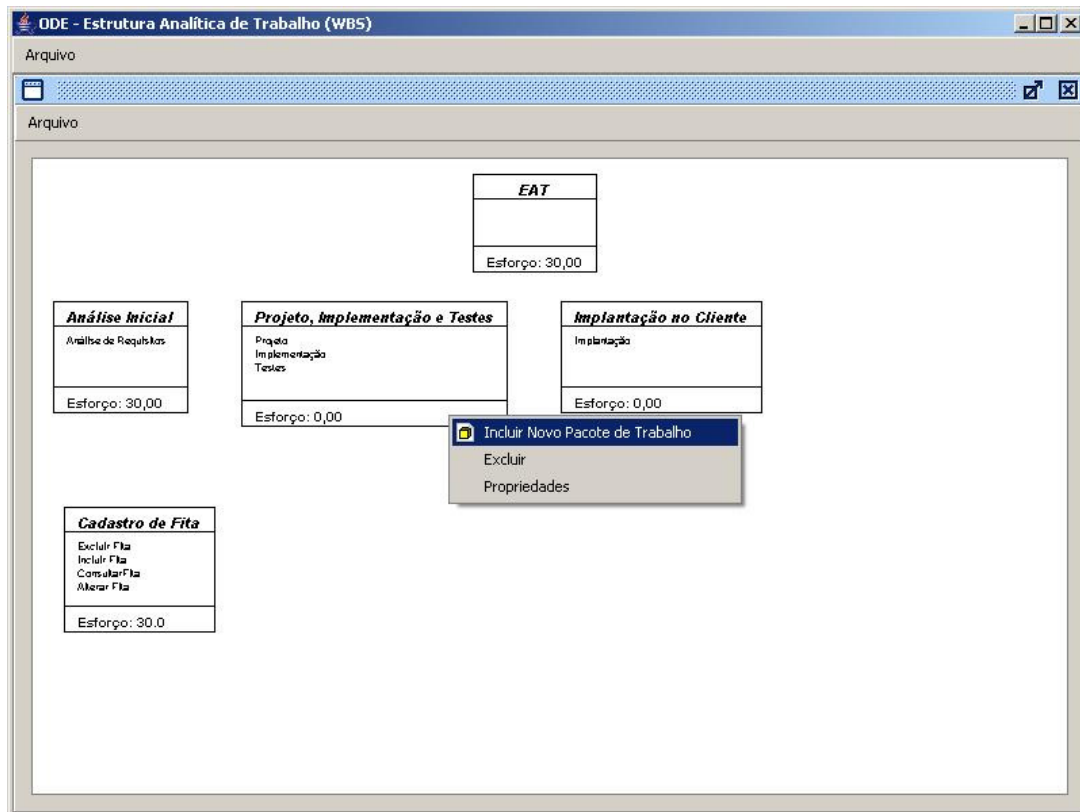 ODE - Estrutura Analítica de Trabalho (WBS)
Arquivo
Arquivo
EAT
Esforço: 30,00
Análise Inicial
Análise de Requisitos
Esforço: 30,00
Projeto, Implementação e Testes
Projeto
Implementação
Testes
Esforço: 0,00
Implantação no Cliente
Implantação
Esforço: 0,00
Incluir Novo Pacote de Trabalho
Excluir
Propriedades
Cadastro de Fita
Excluir Fita
Incluir Fita
Consultar Fita
Alterar Fita
Esforço: 30.0